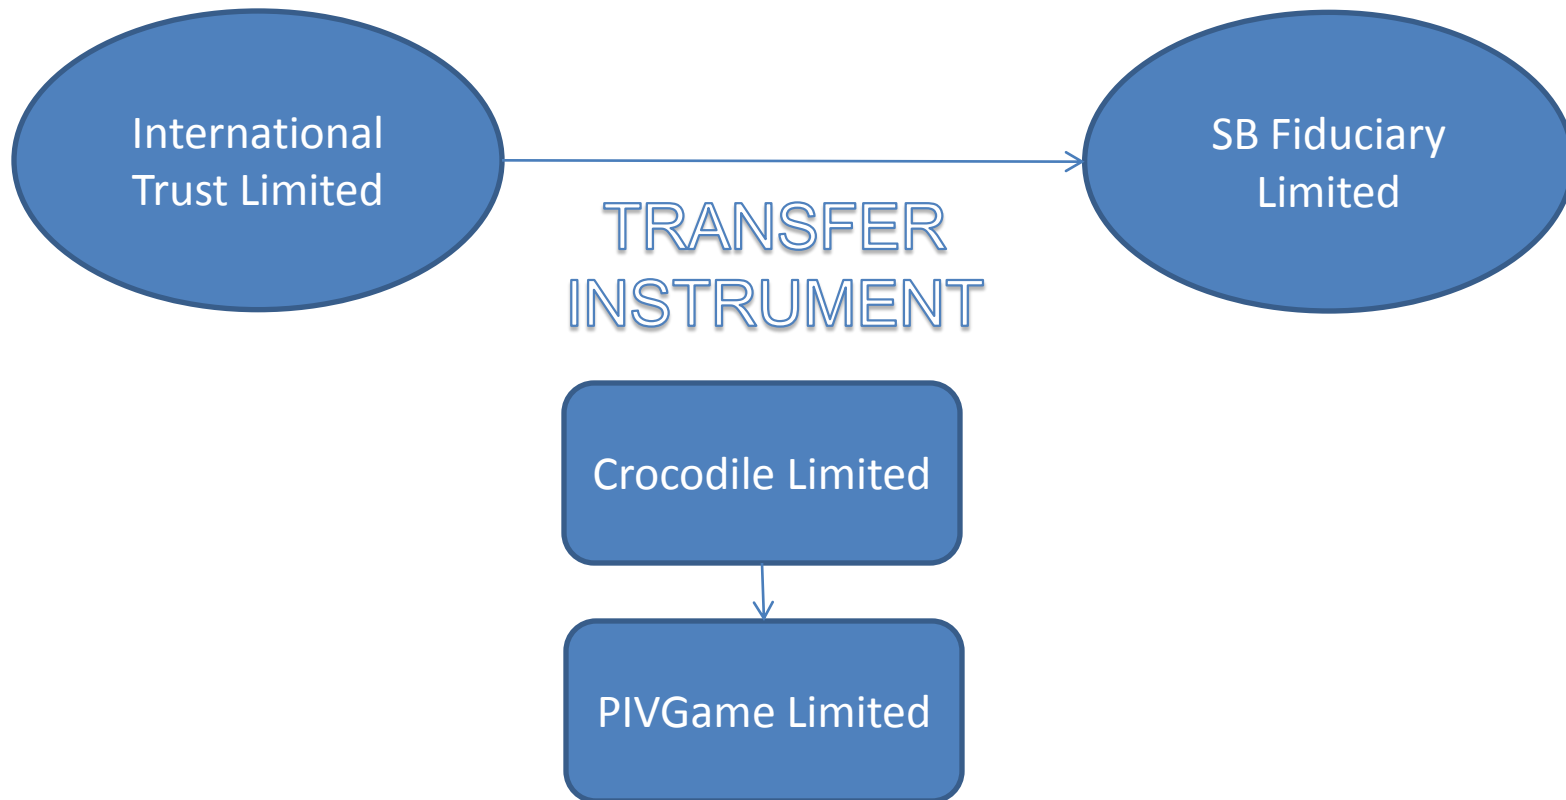 International
Trust Limited
SB Fiduciary
Limited
TRANSFER
INSTRUMENT
Crocodile Limited
PIVGame Limited